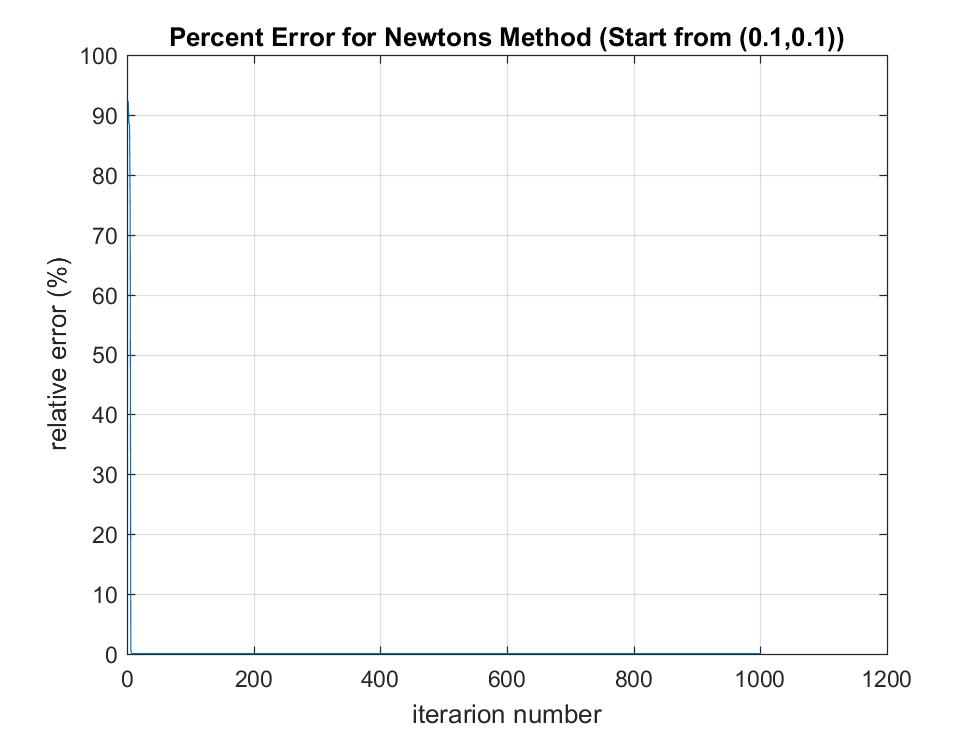 Percent Error for Newtons Method (Start from (0.1,0.1))
100
90
80
70
60
50
40
30
20
10
0
relative error (%)
0 200 400 600 800 1000 1200
iterarion number